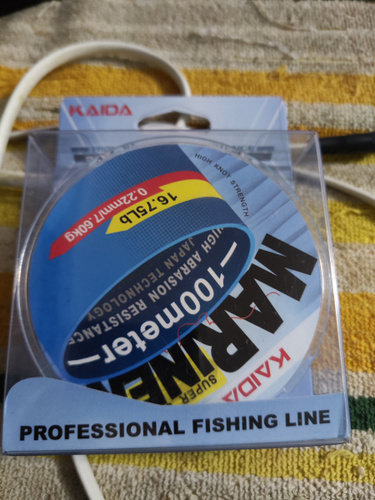 KAIDA
HIGH KNOT STRENGTH
16.75Lb
0.22mm/7.60kg
HIGH ABRASION RESISTANCE
JAPAN TECHNOLOGY
100meter
SUPER
KAIDA
PROFESSIONAL FISHING LINE